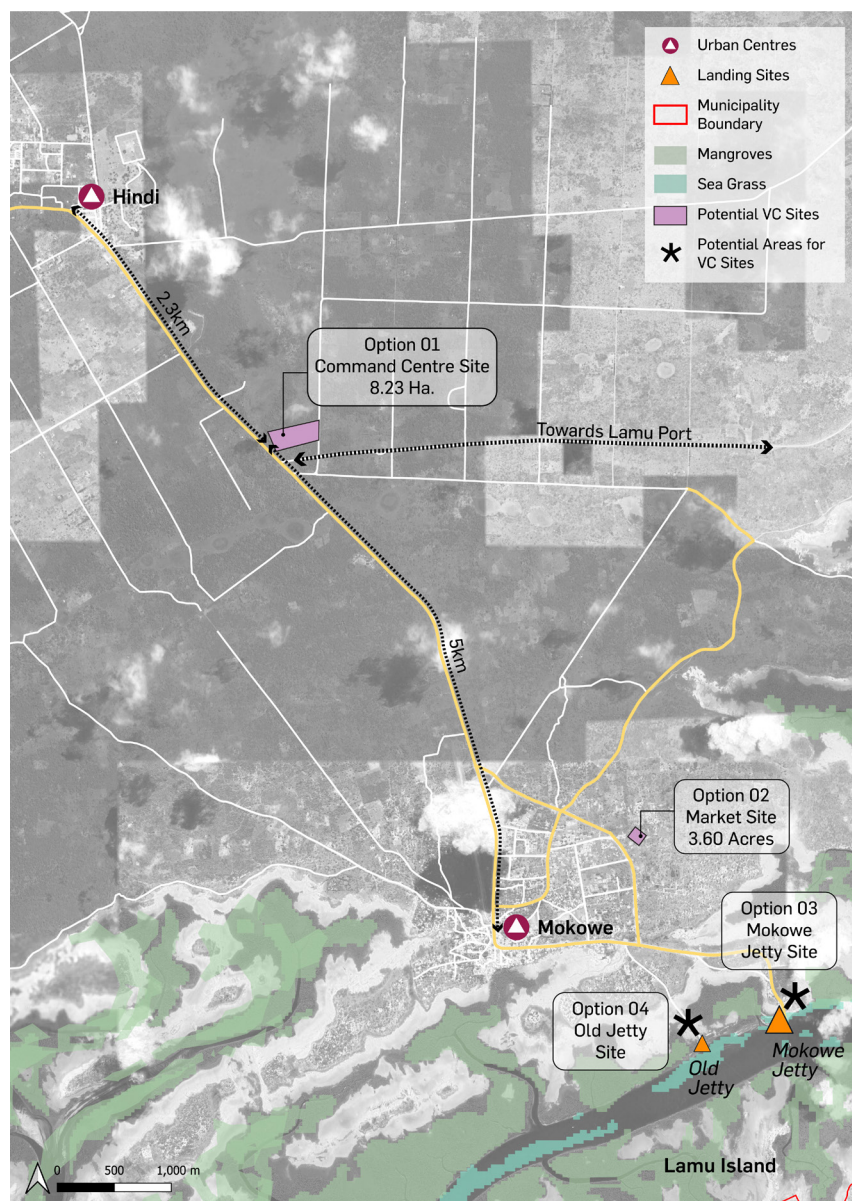 Urban Centres
Landing Sites
Municipality
Boundary
Mangroves
Sea Grass
Potential VC Sites
Potential Areas for
VC Sites
Hindi
2.3km
Option 01
Command Centre Site
8.23 Ha.
Towards Lamu Port
5km
Option 02
Market Site
3.60 Acres
Option 03
Mokowe
Jetty Site
Mokowe
Option 04
Old Jetty
Site
Mokowe
Jetty
Old
Jetty
Lamu Island
0 500 1,000 m